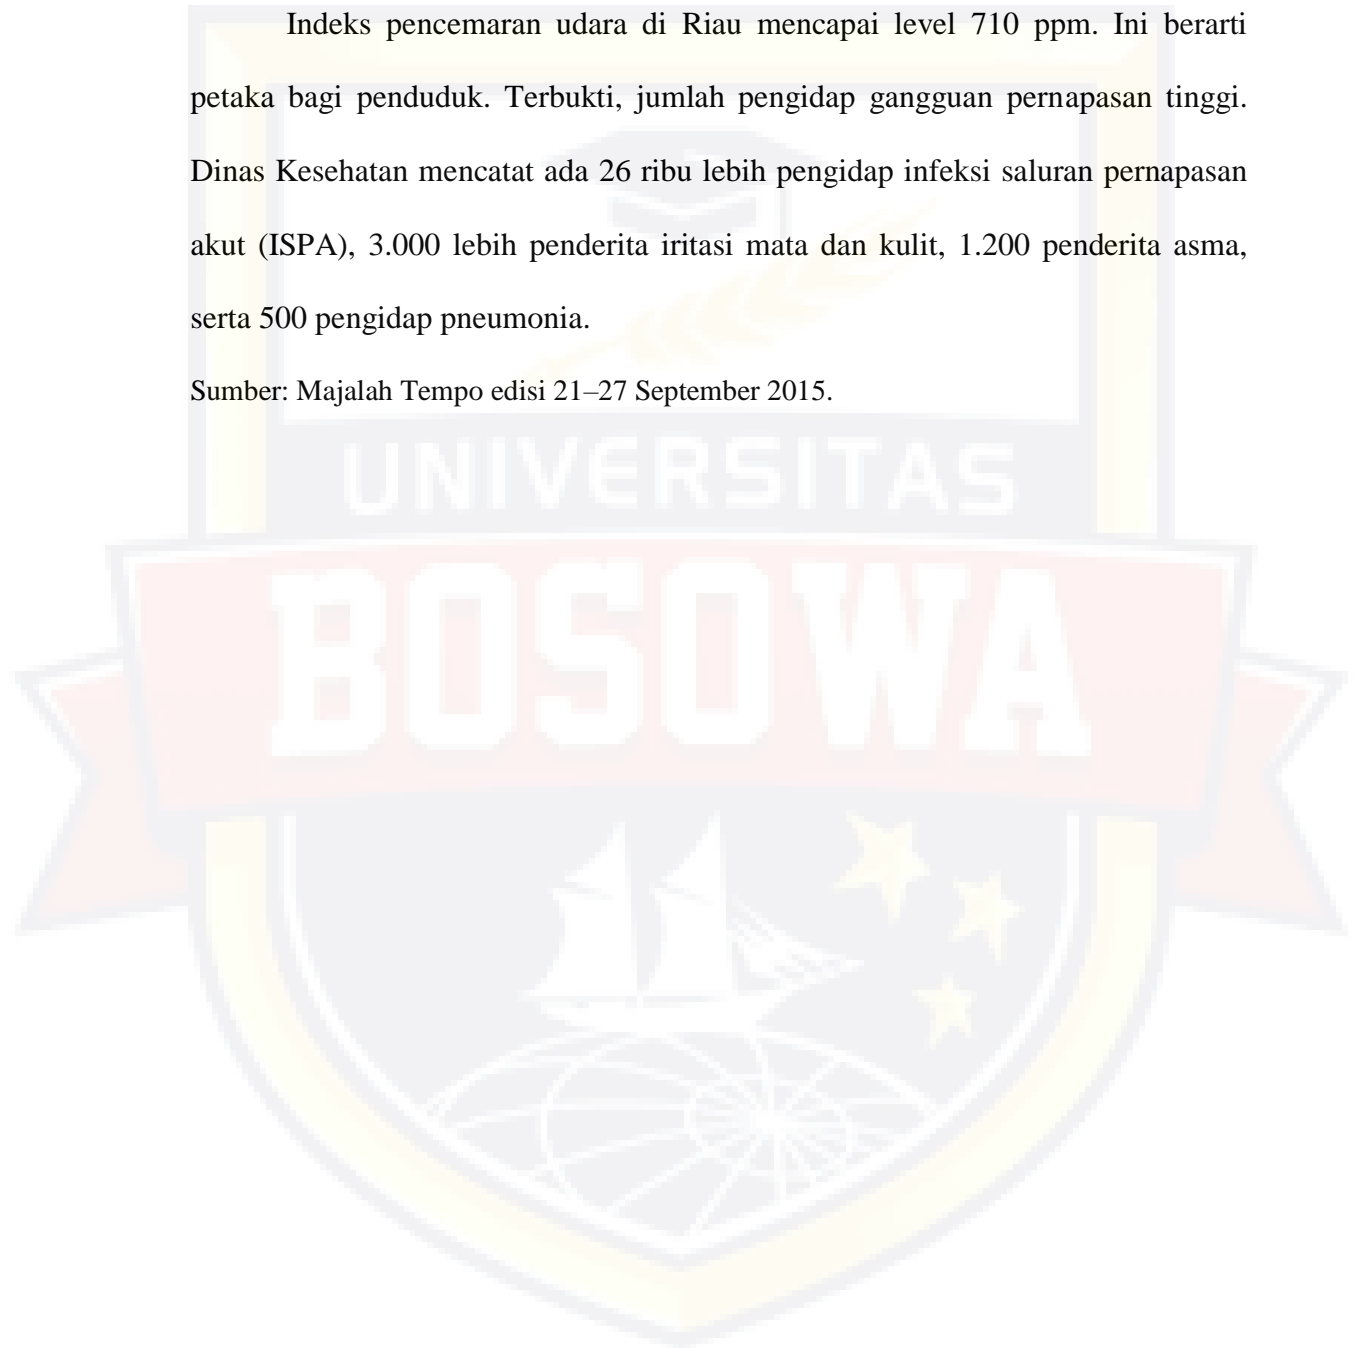 Indeks pencemaran udara di Riau mencapai level 710 ppm. Ini berarti
petaka bagi penduduk. Terbukti, jumlah pengidap gangguan pernapasan tinggi.
Dinas Kesehatan mencatat ada 26 ribu lebih pengidap infeksi saluran pernapasan
akut (ISPA), 3.000 lebih penderita iritasi mata dan kulit, 1.200 penderita asma,
serta 500 pengidap pneumonia.
Sumber: Majalah Tempo edisi 21–27 September 2015.
UNIVERSITAS
BOSOWA